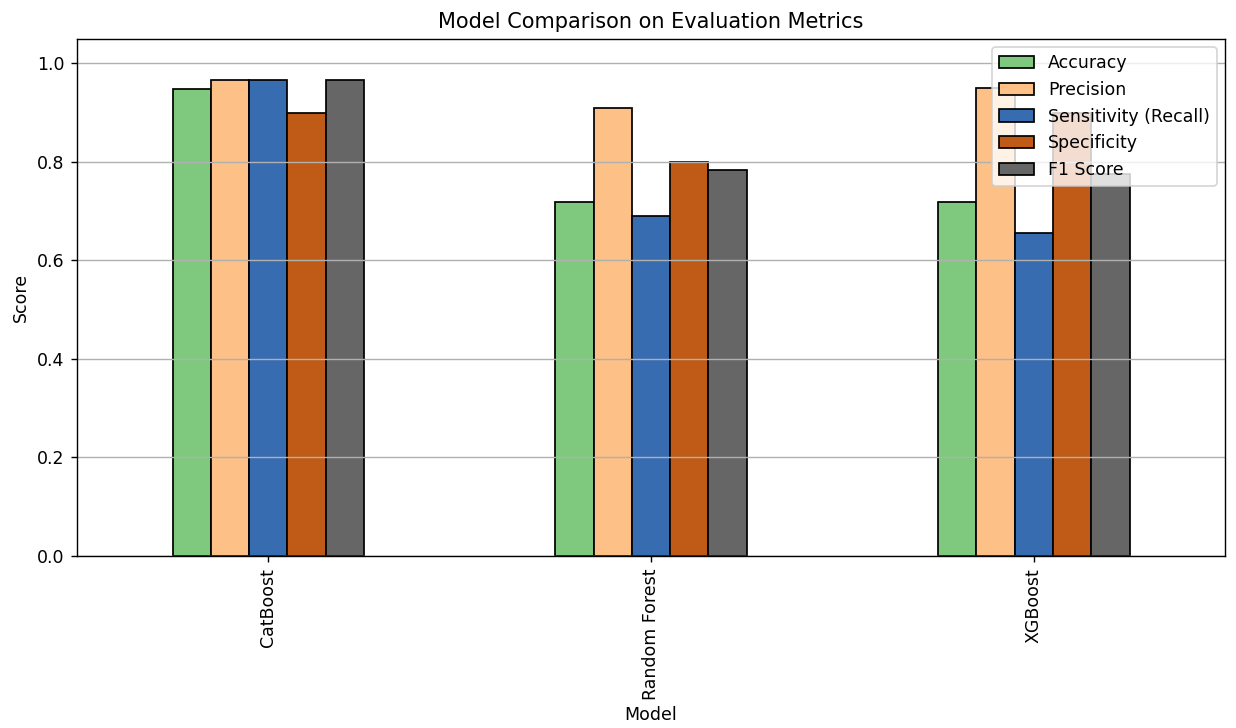 Model Comparison on Evaluation Metrics
1.0
0.8
0.6
0.4
0.2
0.0
Score
Accuracy
Precision
Sensitivity (Recall)
Specificity
F1 Score
CatBoost
Random Forest
XGBoost
Model